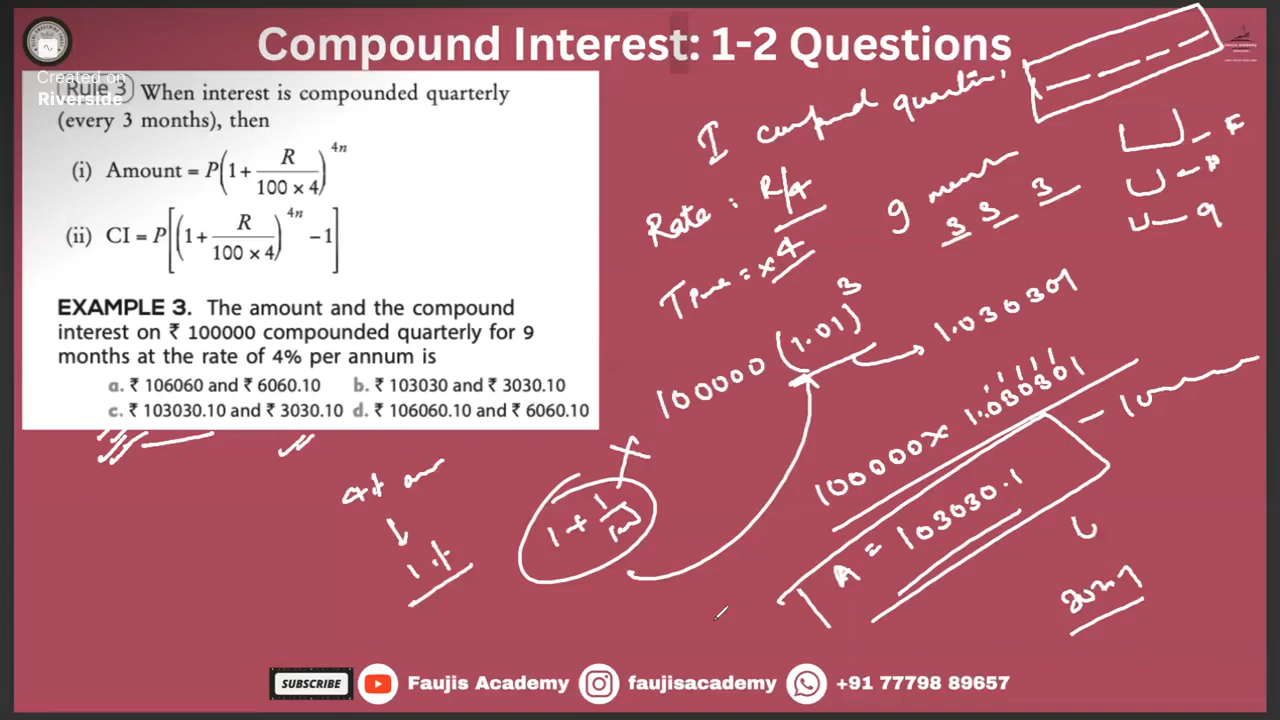 Compound Interest: 1-2 Questions
Created on
Riverside
Rule 3 When interest is compounded quarterly
(every 3 months), then
(i) Amount = P(1 + R/(100 × 4))^4n
(ii) CI = P[(1 + R/(100 × 4))^4n − 1]
EXAMPLE 3. The amount and the compound
interest on ₹ 100000 compounded quarterly for 9
months at the rate of 4% per annum is
a. ₹ 106060 and ₹ 6060.10 b. ₹ 103030 and ₹ 3030.10
c. ₹ 103030.10 and ₹ 3030.10 d. ₹ 106060.10 and ₹ 6060.10
I compound
Rate : R/4
= ×4
9
3 3 3
100000 (1.01)^3
1.030301
100000 × 1.030301
A = 103030.1
4%
1 %
1 + 1/100
SUBSCRIBE Faujis Academy faujisacademy +91 77798 89657